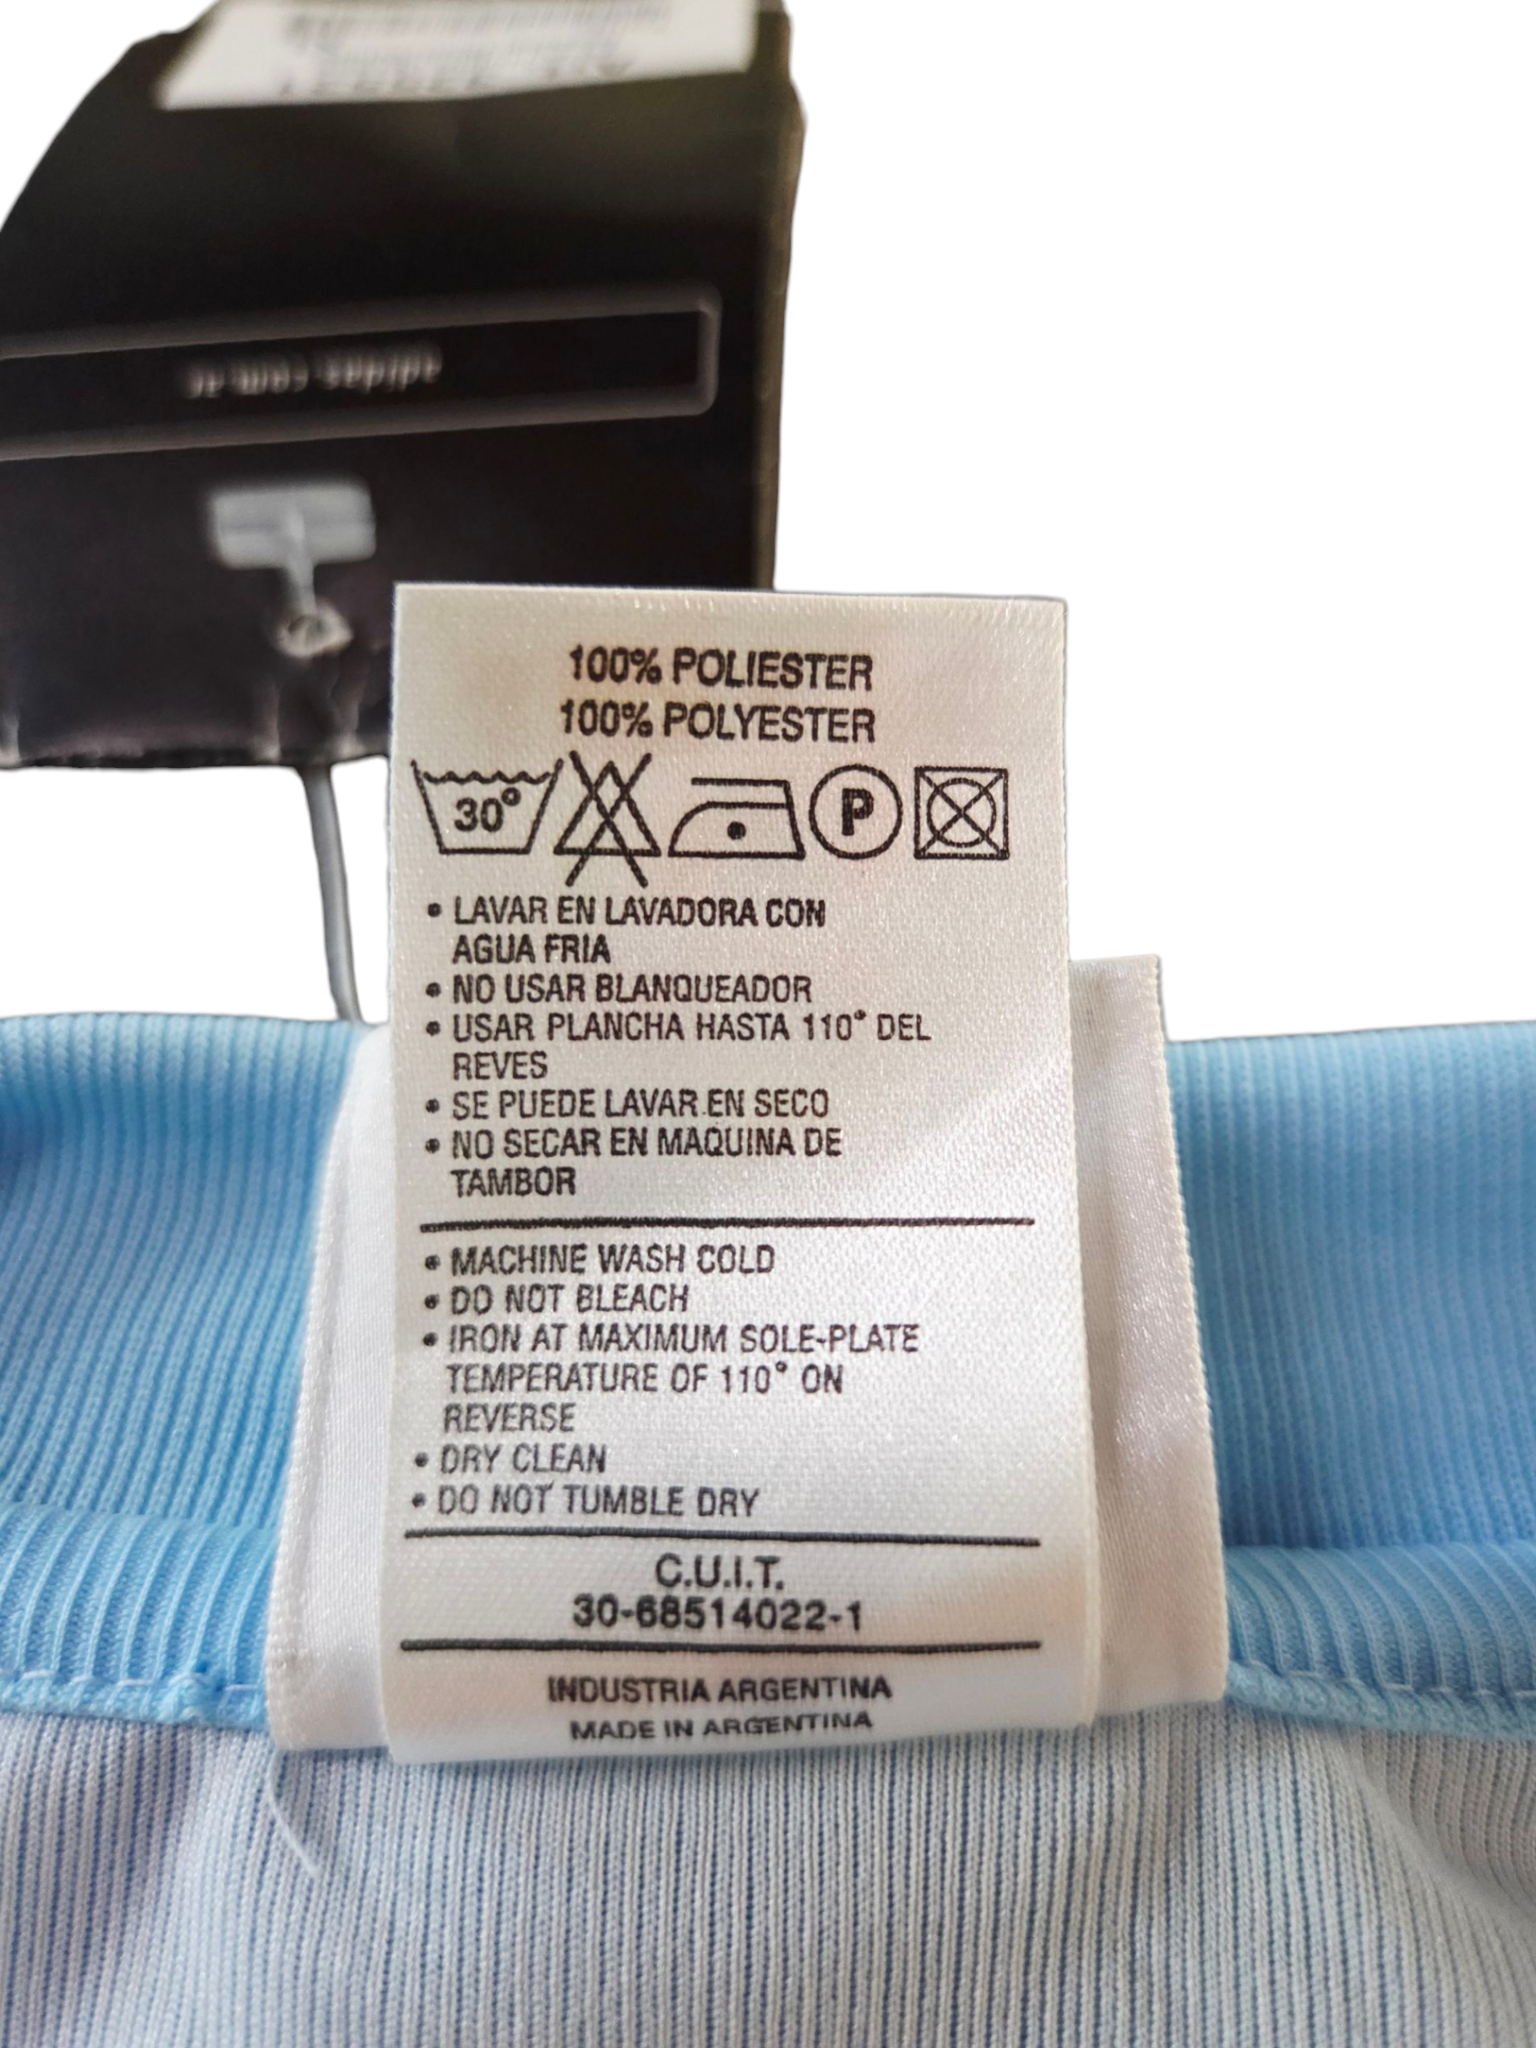 100% POLIESTER
100% POLYESTER
30° P
• LAVAR EN LAVADORA CON
AGUA FRIA
• NO USAR BLANQUEADOR
• USAR PLANCHA HASTA 110° DEL
REVES
• SE PUEDE LAVAR EN SECO
• NO SECAR EN MAQUINA DE
TAMBOR
• MACHINE WASH COLD
• DO NOT BLEACH
• IRON AT MAXIMUM SOLE-PLATE
TEMPERATURE OF 110° ON
REVERSE
• DRY CLEAN
• DO NOT TUMBLE DRY
C.U.I.T.
30-68514022-1
INDUSTRIA ARGENTINA
MADE IN ARGENTINA